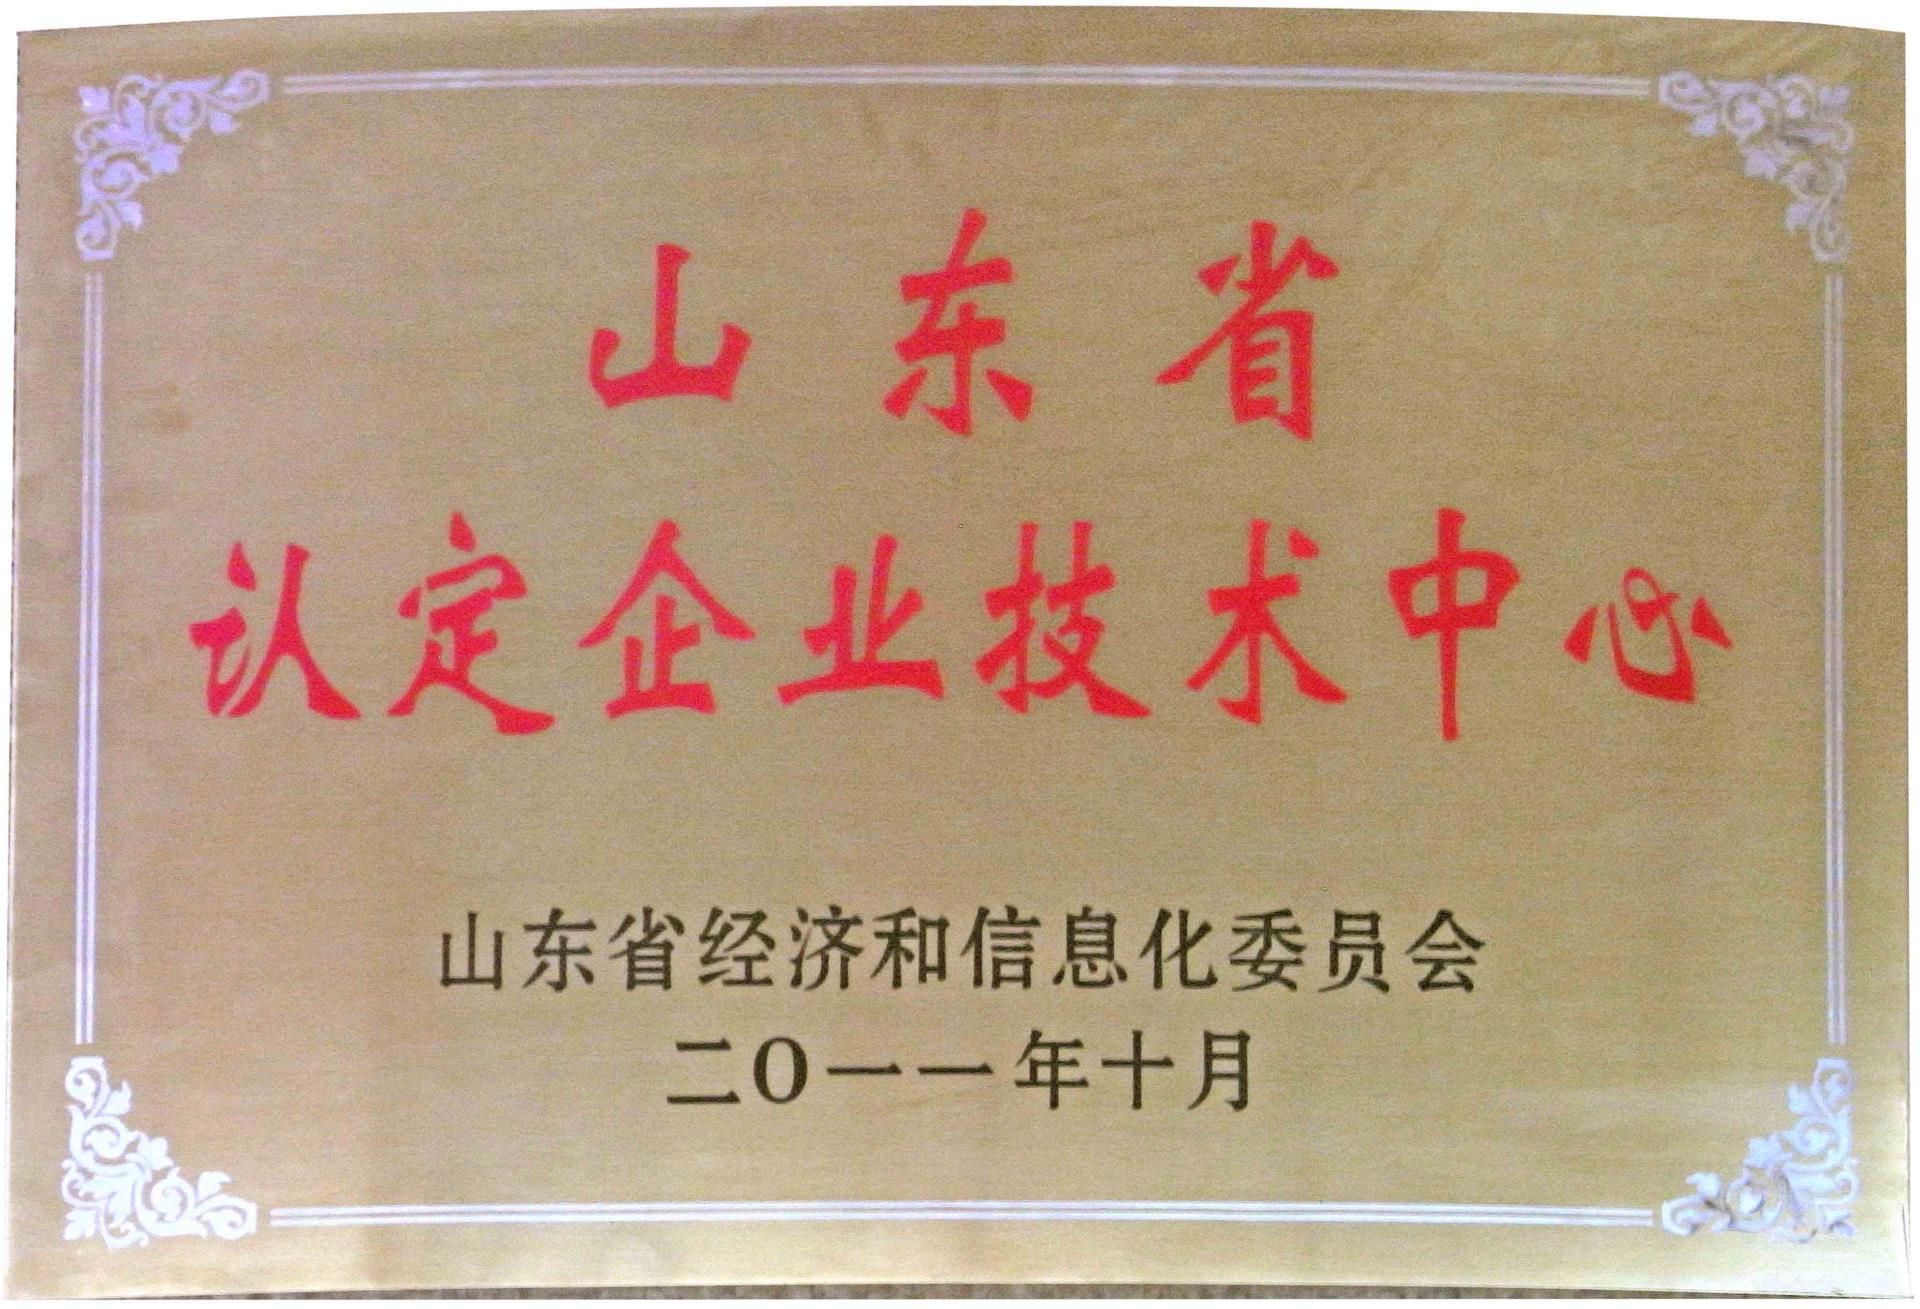 山东省
认定企业技术中心
山东省经济和信息化委员会
二O一一年十月